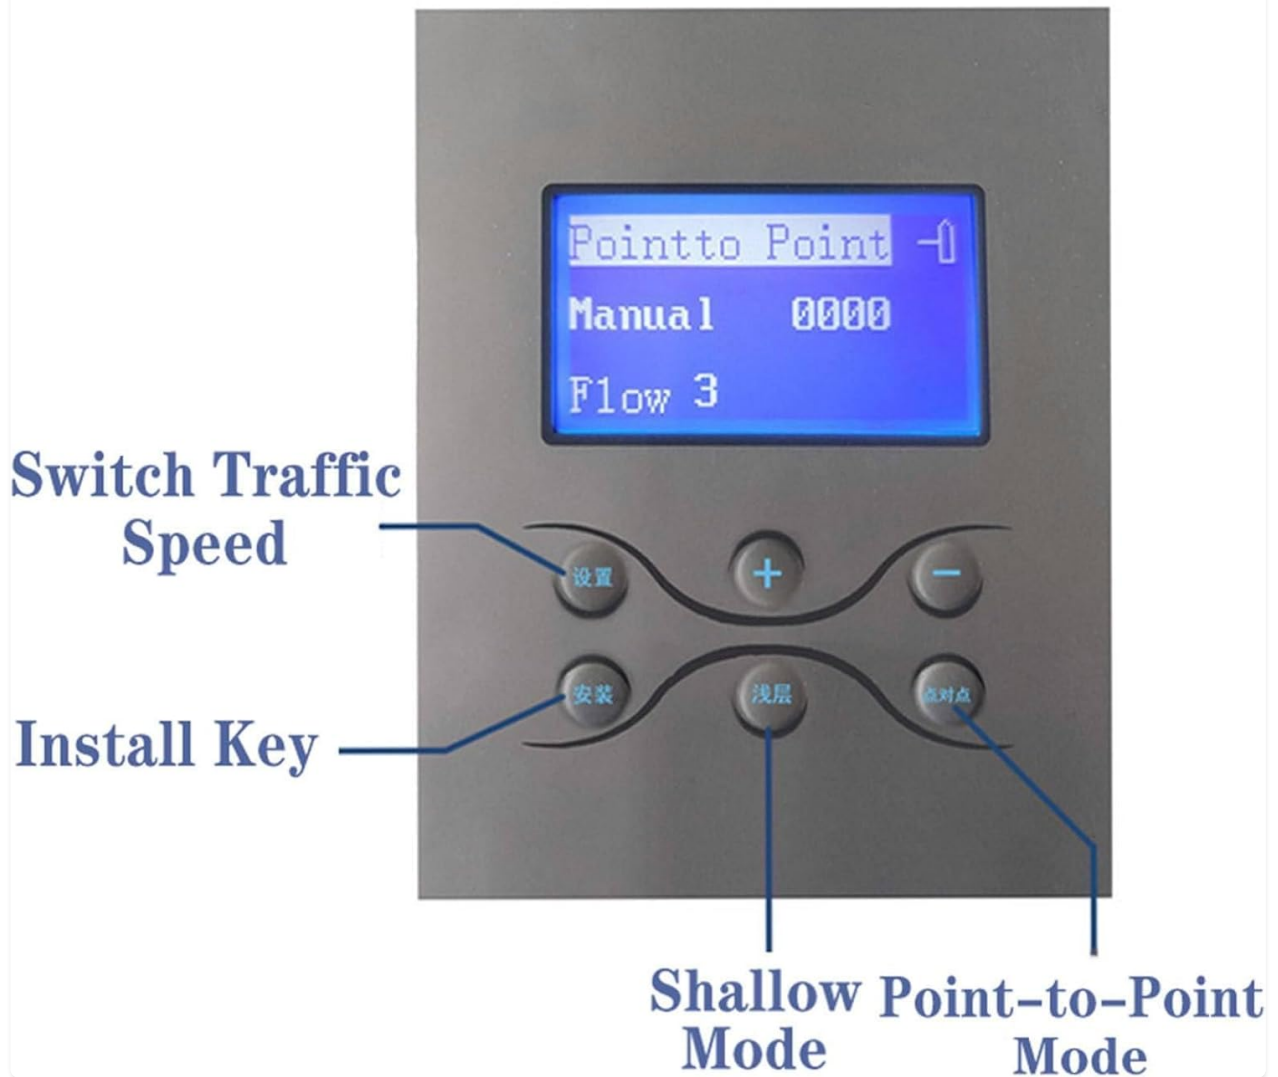 Pointto Point
Manual 0000
Flow 3
Switch Traffic
Speed
设置
+
−
Install Key
安装
浅层
点对点
Shallow
Mode
Point-to-Point
Mode